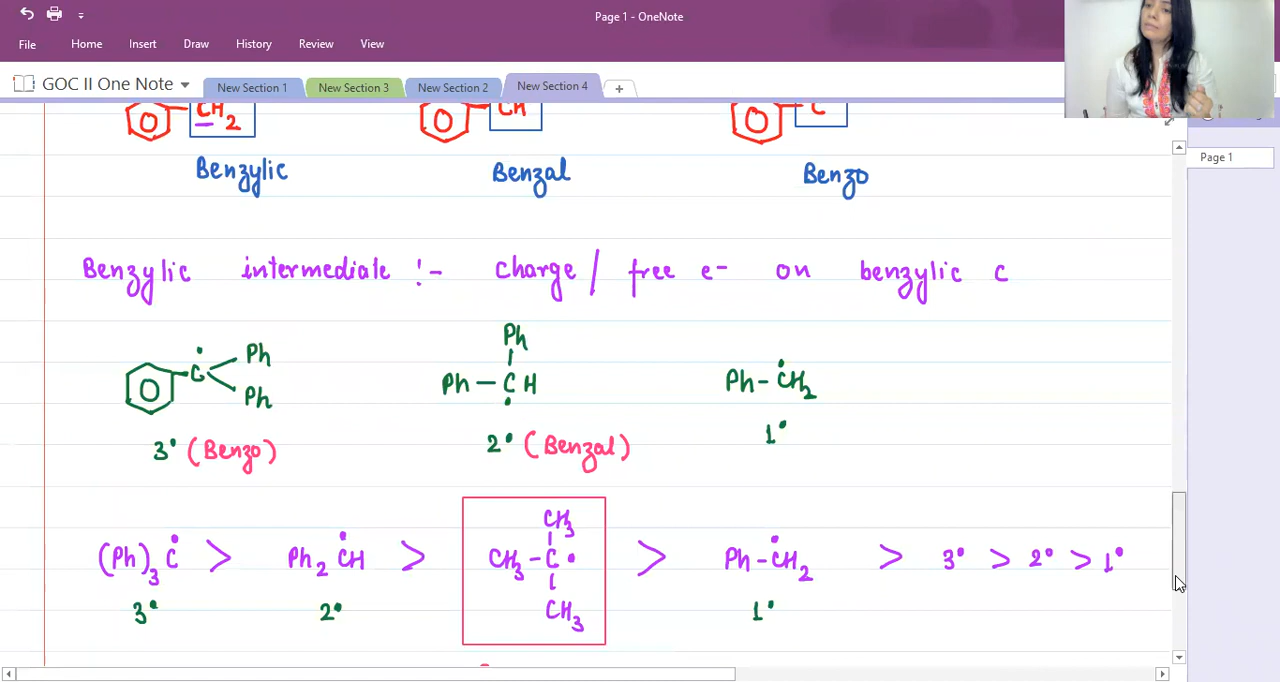 Page 1 - OneNote
File Home Insert Draw History Review View
GOC II One Note New Section 1 New Section 3 New Section 2 New Section 4 +
Page 1
CH2 CH C
Benzylic Benzal Benzo
Benzylic intermediale :- charge / free e- on benzylic C
Ph
Ph
Ph
Ph - CH
Ph - CH2
3° (Benzo) 2° (Benzal) 1°
CH3
(Ph)3 C > Ph2 CH > CH3 - C > Ph - CH2 > 3° > 2° > 1°
CH3
3° 2° 1°